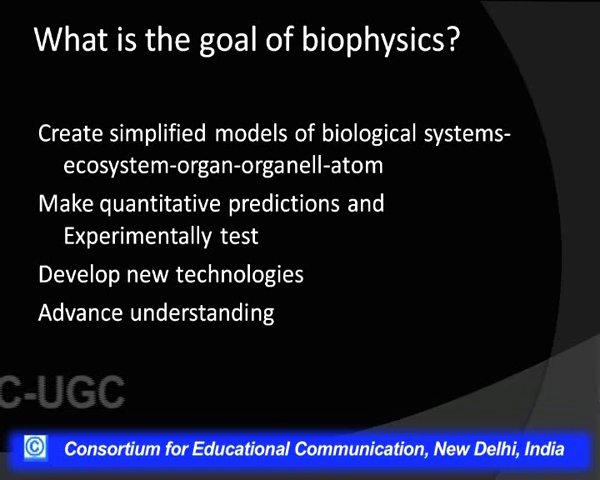 What is the goal of biophysics?
Create simplified models of biological systems-
ecosystem-organ-organell-atom
Make quantitative predictions and
Experimentally test
Develop new technologies
Advance understanding
C-UGC
© Consortium for Educational Communication, New Delhi, India